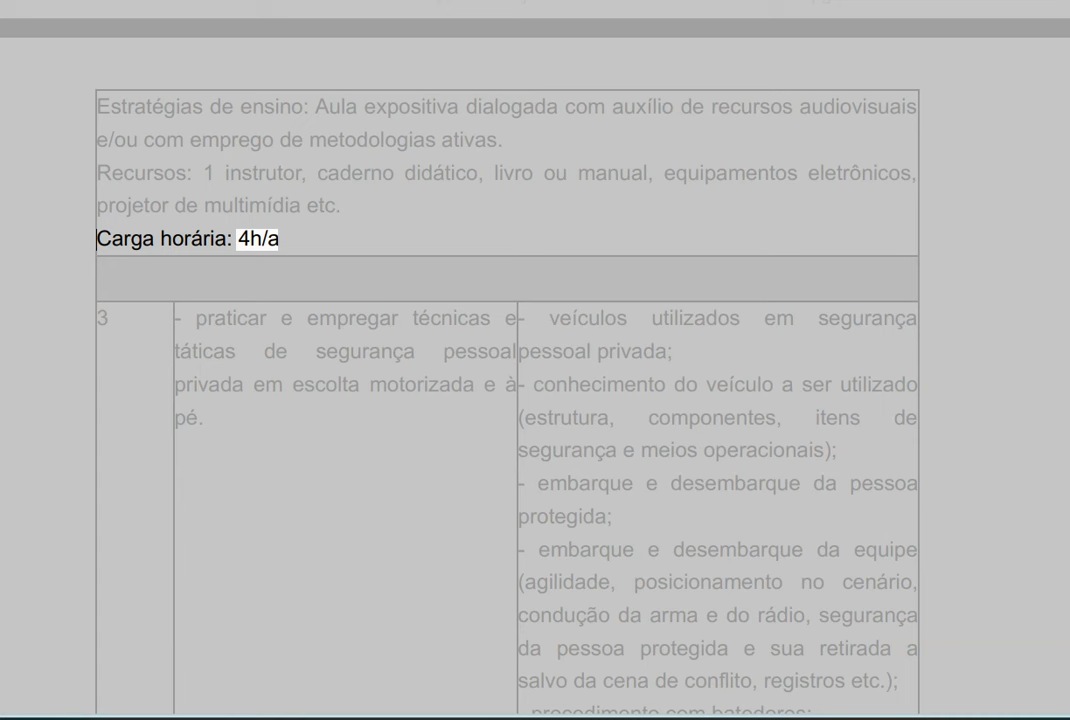 Estratégias de ensino: Aula expositiva dialogada com auxílio de recursos audiovisuais
e/ou com emprego de metodologias ativas.
Recursos: 1 instrutor, caderno didático, livro ou manual, equipamentos eletrônicos,
projetor de multimídia etc.
Carga horária: 4h/a
3
- praticar e empregar técnicas e
táticas de segurança pessoal
privada em escolta motorizada e à
pé.
- veículos utilizados em segurança
pessoal privada;
- conhecimento do veículo a ser utilizado
(estrutura, componentes, itens de
segurança e meios operacionais);
- embarque e desembarque da pessoa
protegida;
- embarque e desembarque da equipe
(agilidade, posicionamento no cenário,
condução da arma e do rádio, segurança
da pessoa protegida e sua retirada a
salvo da cena de conflito, registros etc.);
- procedimento com batedores;